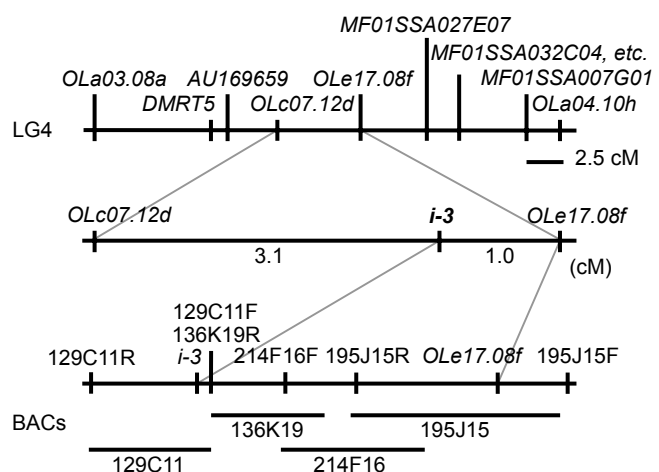 MF01SSA027E07
MF01SSA032C04, etc.
OLa03.08a AU169659 OLe17.08f MF01SSA007G01
DMRT5 OLc07.12d OLa04.10h
LG4
2.5 cM
OLc07.12d i-3 OLe17.08f
3.1 1.0 (cM)
129C11F
136K19R
129C11R i-3 214F16F 195J15R OLe17.08f 195J15F
BACs
136K19 195J15
129C11 214F16